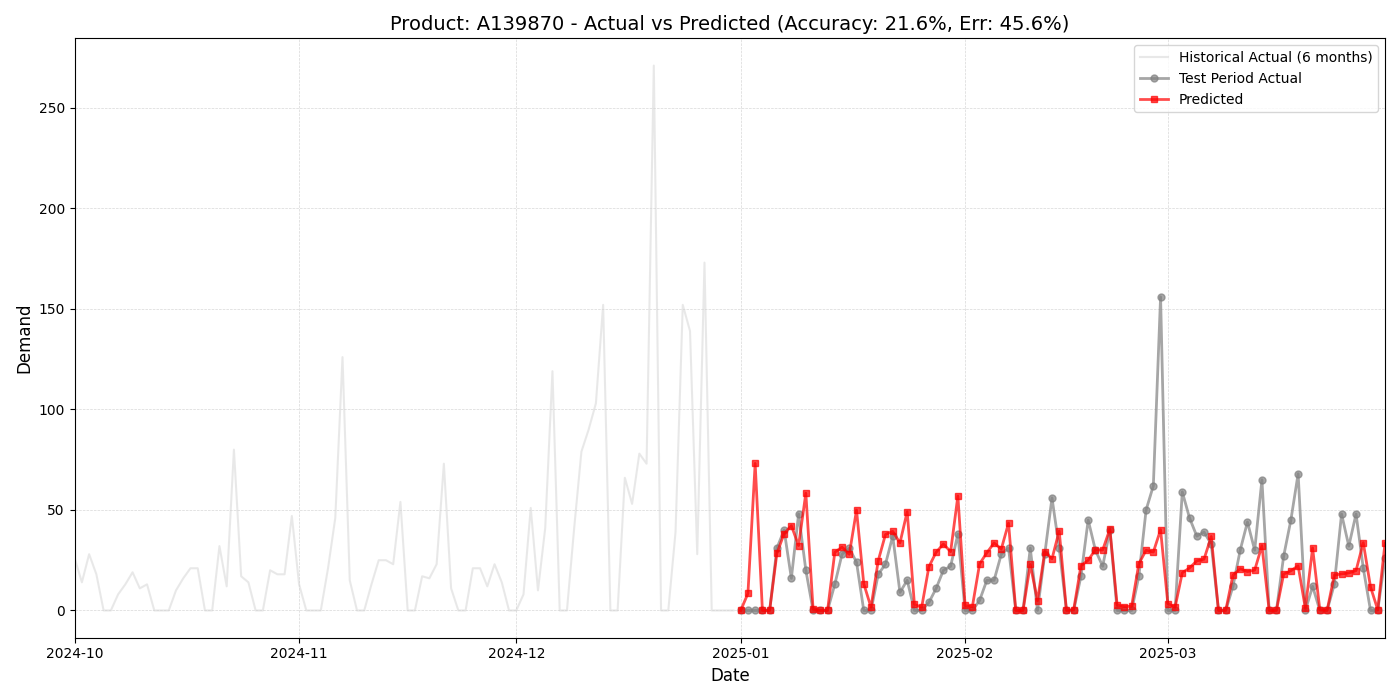 Product: A139870 - Actual vs Predicted (Accuracy: 21.6%, Err: 45.6%)
Historical Actual (6 months)
Test Period Actual
Predicted
Demand
250
200
150
100
50
0
2024-10
2024-11
2024-12
2025-01
2025-02
2025-03
Date